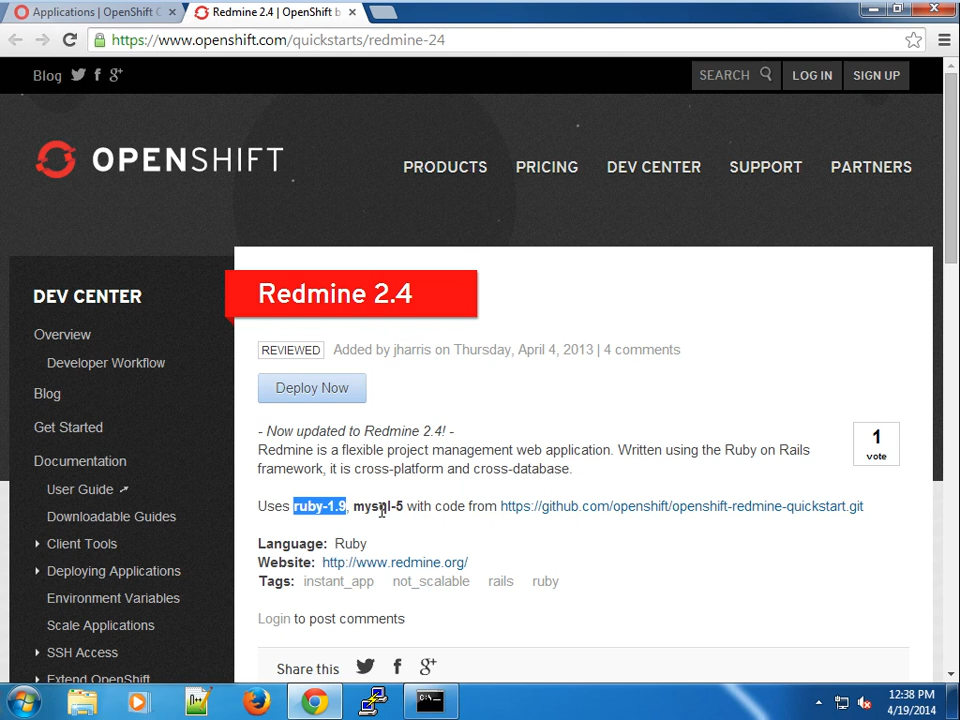 Applications | OpenShift C
Redmine 2.4 | OpenShift b
https://www.openshift.com/quickstarts/redmine-24
Blog
SEARCH
LOG IN
SIGN UP
OPENSHIFT
PRODUCTS
PRICING
DEV CENTER
SUPPORT
PARTNERS
DEV CENTER
Overview
Developer Workflow
Blog
Get Started
Documentation
User Guide
Downloadable Guides
Client Tools
Deploying Applications
Environment Variables
Scale Applications
SSH Access
Extend OpenShift
Redmine 2.4
REVIEWED Added by jharris on Thursday, April 4, 2013 | 4 comments
Deploy Now
- Now updated to Redmine 2.4! -
Redmine is a flexible project management web application. Written using the Ruby on Rails
framework, it is cross-platform and cross-database.
1
vote
Uses ruby-1.9, mysql-5 with code from https://github.com/openshift/openshift-redmine-quickstart.git
Language: Ruby
Website: http://www.redmine.org/
Tags: instant_app not_scalable rails ruby
Login to post comments
Share this
12:38 PM
4/19/2014